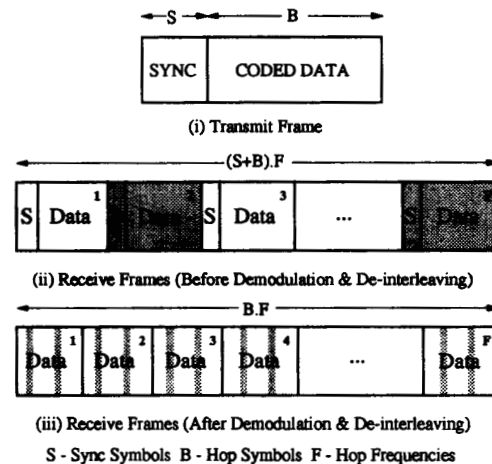 S B
SYNC CODED DATA
(i) Transmit Frame
(S+B).F
S Data 1 S Data 2 S Data 3 ... S Data F
(ii) Receive Frames (Before Demodulation & De-interleaving)
B.F
Data 1 Data 2 Data 3 Data 4 ... Data F
(iii) Receive Frames (After Demodulation & De-interleaving)
S - Sync Symbols B - Hop Symbols F - Hop Frequencies